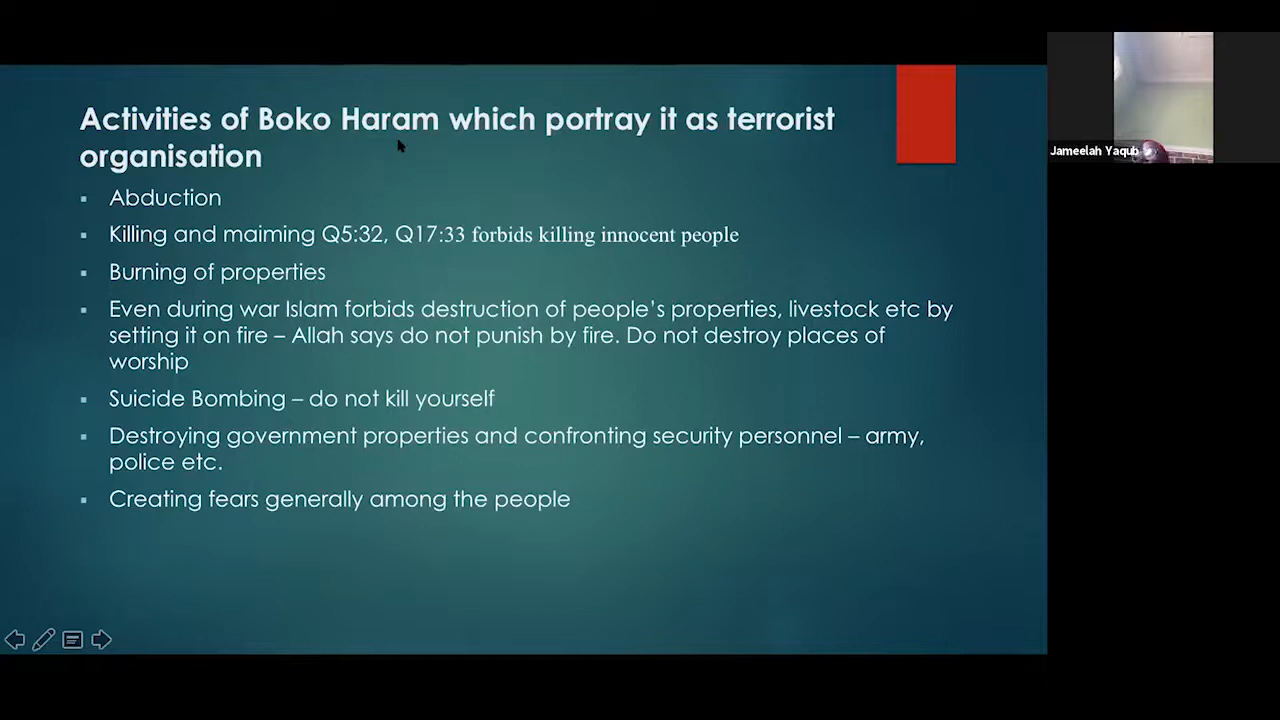 Activities of Boko Haram which portray it as terrorist
organisation
▪ Abduction
▪ Killing and maiming Q5:32, Q17:33 forbids killing innocent people
▪ Burning of properties
▪ Even during war Islam forbids destruction of people’s properties, livestock etc by
setting it on fire – Allah says do not punish by fire. Do not destroy places of
worship
▪ Suicide Bombing – do not kill yourself
▪ Destroying government properties and confronting security personnel – army,
police etc.
▪ Creating fears generally among the people
Jameelah Yaqub